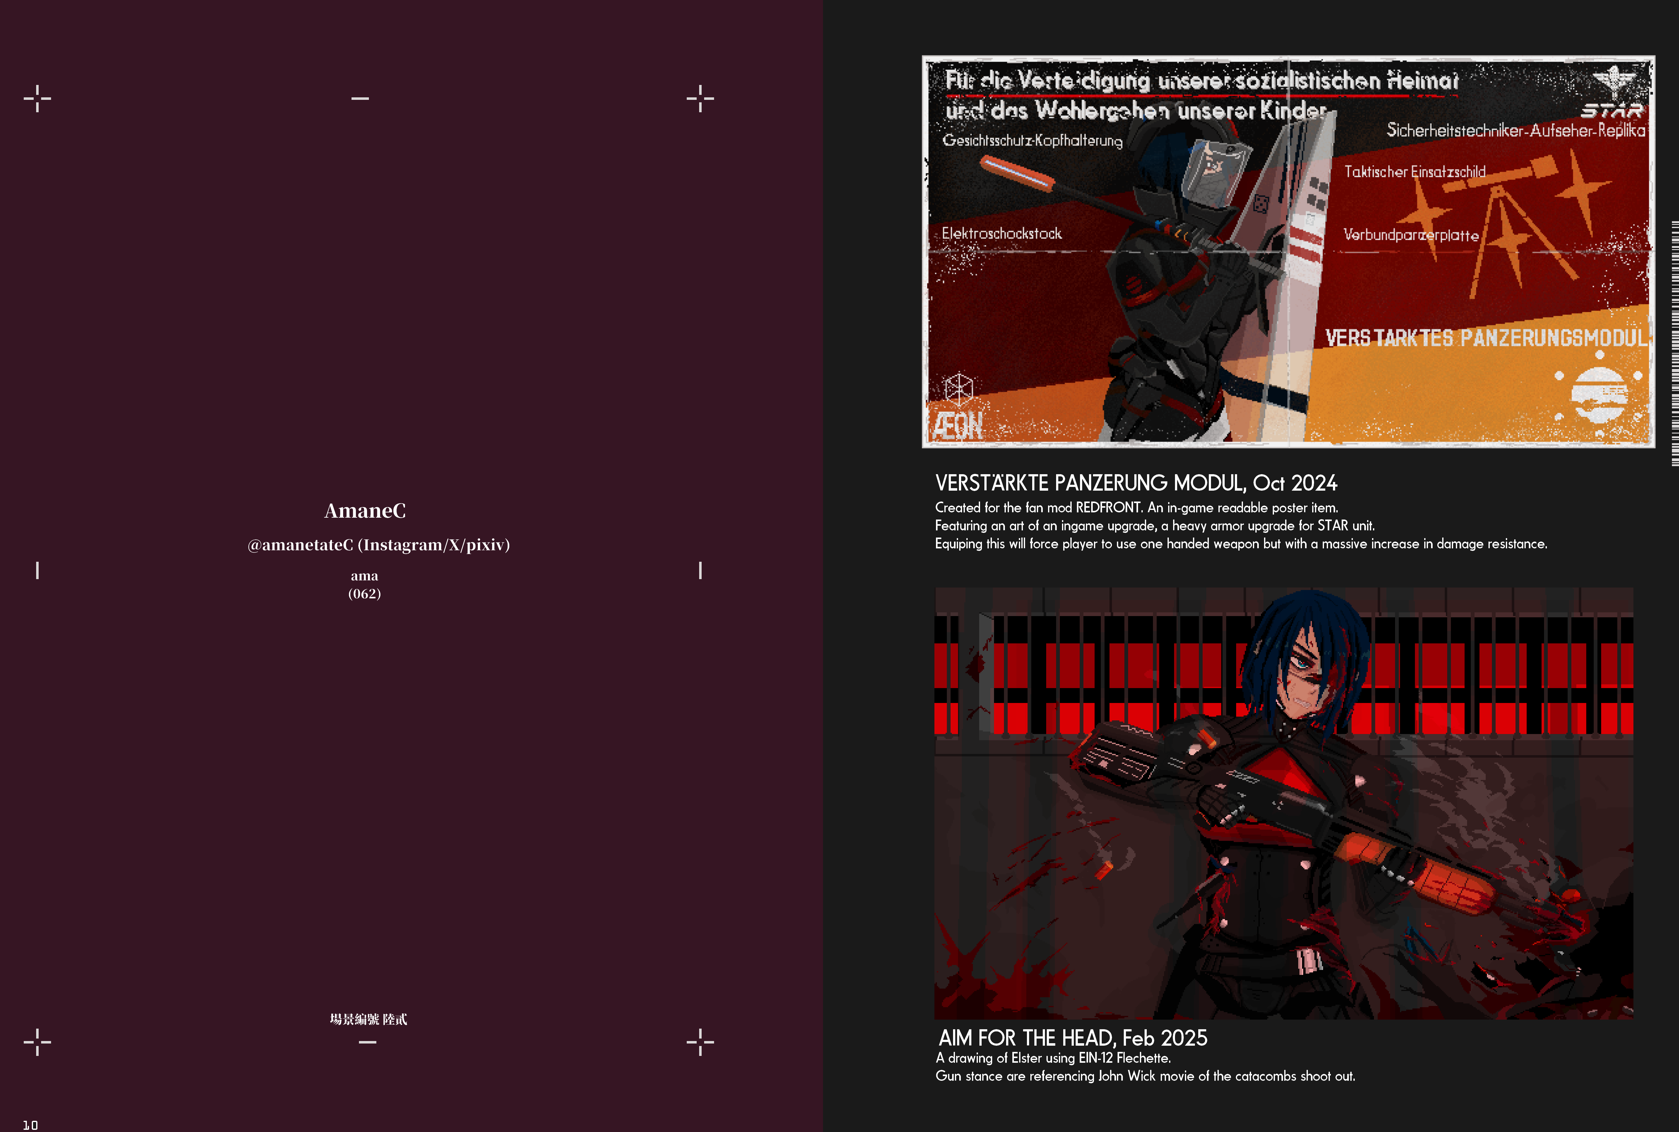 AmaneC
@amanetateC (Instagram/X/pixiv)
ama
(062)
場景編號 陸貳
10
Für die Verteidigung unserer sozialistischen Heimat
und das Wohlergehen unserer Kinder
STAR
Sicherheitstechniker-Aufseher-Replika
Gesichtsschutz-Kopfhalterung
Taktischer Einsatzschild
Elektroschockstock
Verbundpanzerplatte
VERSTARKTES PANZERUNGSMODUL
ÆON
VERSTÄRKTE PANZERUNG MODUL, Oct 2024
Created for the fan mod REDFRONT. An in-game readable poster item.
Featuring an art of an ingame upgrade, a heavy armor upgrade for STAR unit.
Equiping this will force player to use one handed weapon but with a massive increase in damage resistance.
AIM FOR THE HEAD, Feb 2025
A drawing of Elster using EIN-12 Flechette.
Gun stance are referencing John Wick movie of the catacombs shoot out.